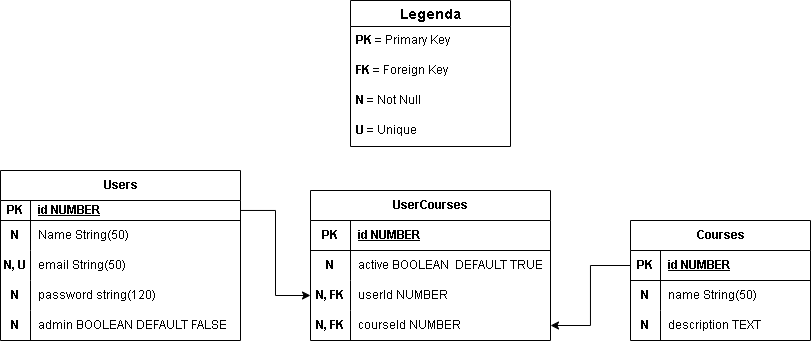 Legenda
PK = Primary Key
FK = Foreign Key
N = Not Null
U = Unique
Users
PK id NUMBER
N Name String(50)
N, U email String(50)
N password string(120)
N admin BOOLEAN DEFAULT FALSE
UserCourses
PK id NUMBER
N active BOOLEAN DEFAULT TRUE
N, FK userId NUMBER
N, FK courseId NUMBER
Courses
PK id NUMBER
N name String(50)
N description TEXT